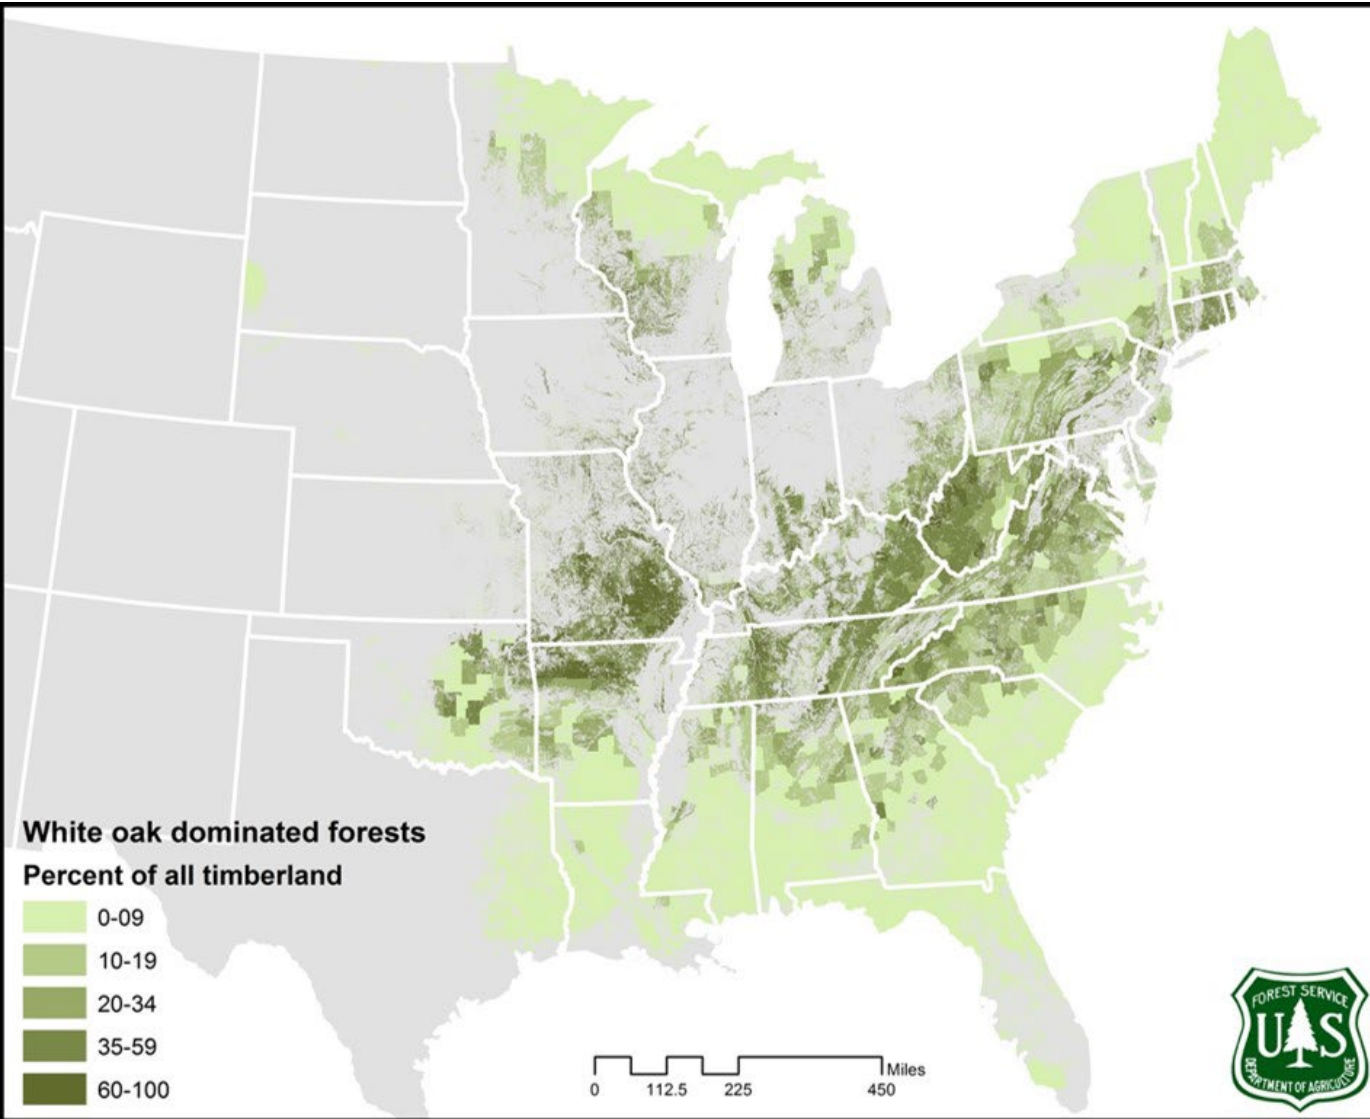 White oak dominated forests
Percent of all timberland
0-09
10-19
20-34
35-59
60-100
Miles
0 112.5 225 450
FOREST SERVICE
U S
DEPARTMENT OF AGRICULTURE